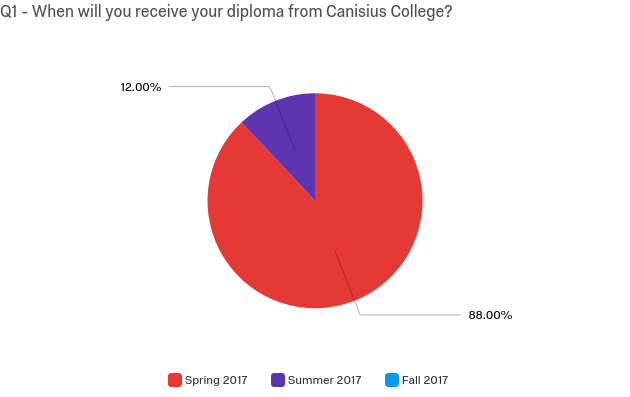 Q1 - When will you receive your diploma from Canisius College?
12.00%
88.00%
Spring 2017
Summer 2017
Fall 2017